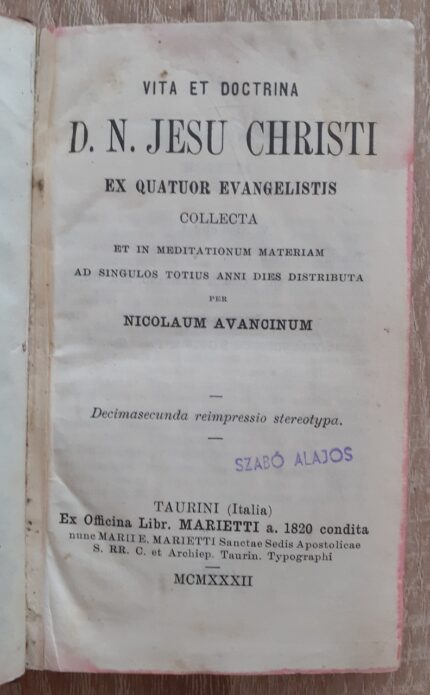 VITA ET DOCTRINA
D. N. JESU CHRISTI
EX QUATUOR EVANGELISTIS
COLLECTA
ET IN MEDITATIONUM MATERIAM
AD SINGULOS TOTIUS ANNI DIES DISTRIBUTA
PER
NICOLAUM AVANCINUM
Decimasecunda reimpressio stereotypa.
SZABÓ ALAJOS
TAURINI (Italia)
Ex Officina Libr. MARIETTI a. 1820 condita
nunc MARII E. MARIETTI Sanctae Sedis Apostolicae
S. RR. C. et Archiep. Taurin. Typographi
MCMXXXII